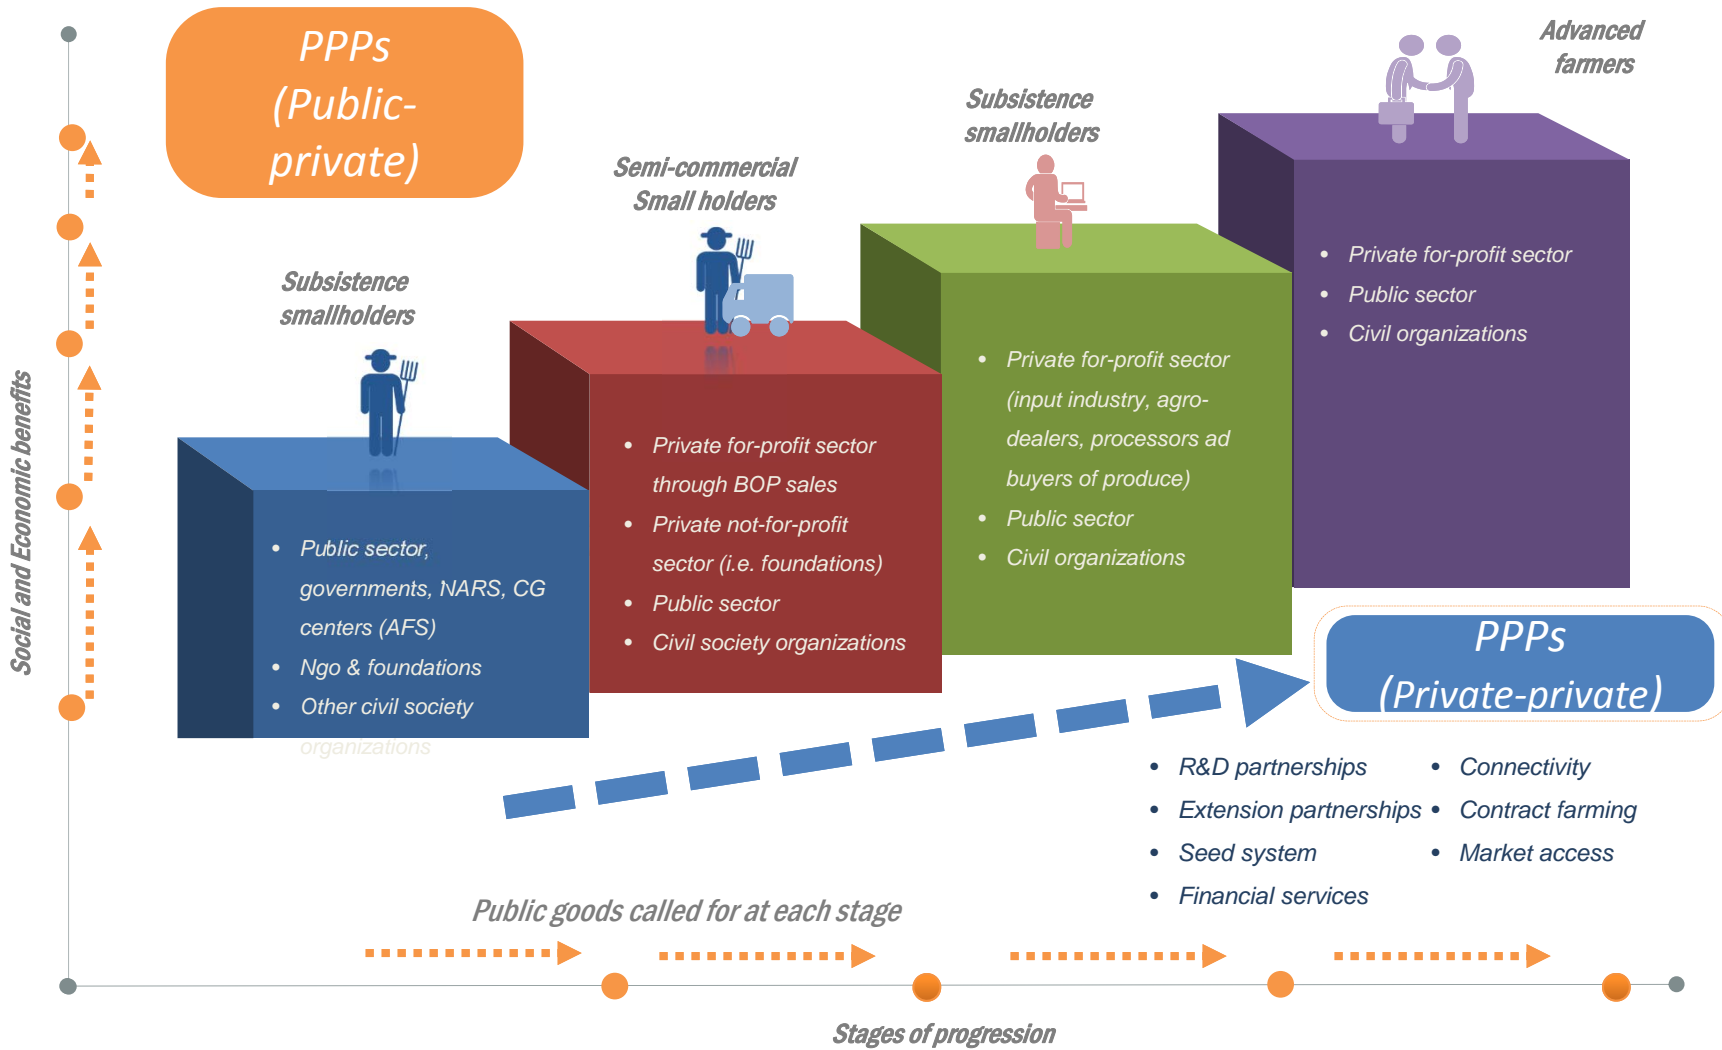 PPPs
(Public-
private)
Advanced
farmers
Subsistence
smallholders
Semi-commercial
Small holders
Subsistence
smallholders
Social and Economic benefits
• Public sector,
governments, NARS, CG
centers (AFS)
• Ngo & foundations
• Other civil society
organizations
• Private for-profit sector
through BOP sales
• Private not-for-profit
sector (i.e. foundations)
• Public sector
• Civil society organizations
• Private for-profit sector
(input industry, agro-
dealers, processors ad
buyers of produce)
• Public sector
• Civil organizations
• Private for-profit sector
• Public sector
• Civil organizations
PPPs
(Private-private)
• R&D partnerships
• Extension partnerships
• Seed system
• Financial services
• Connectivity
• Contract farming
• Market access
Public goods called for at each stage
Stages of progression